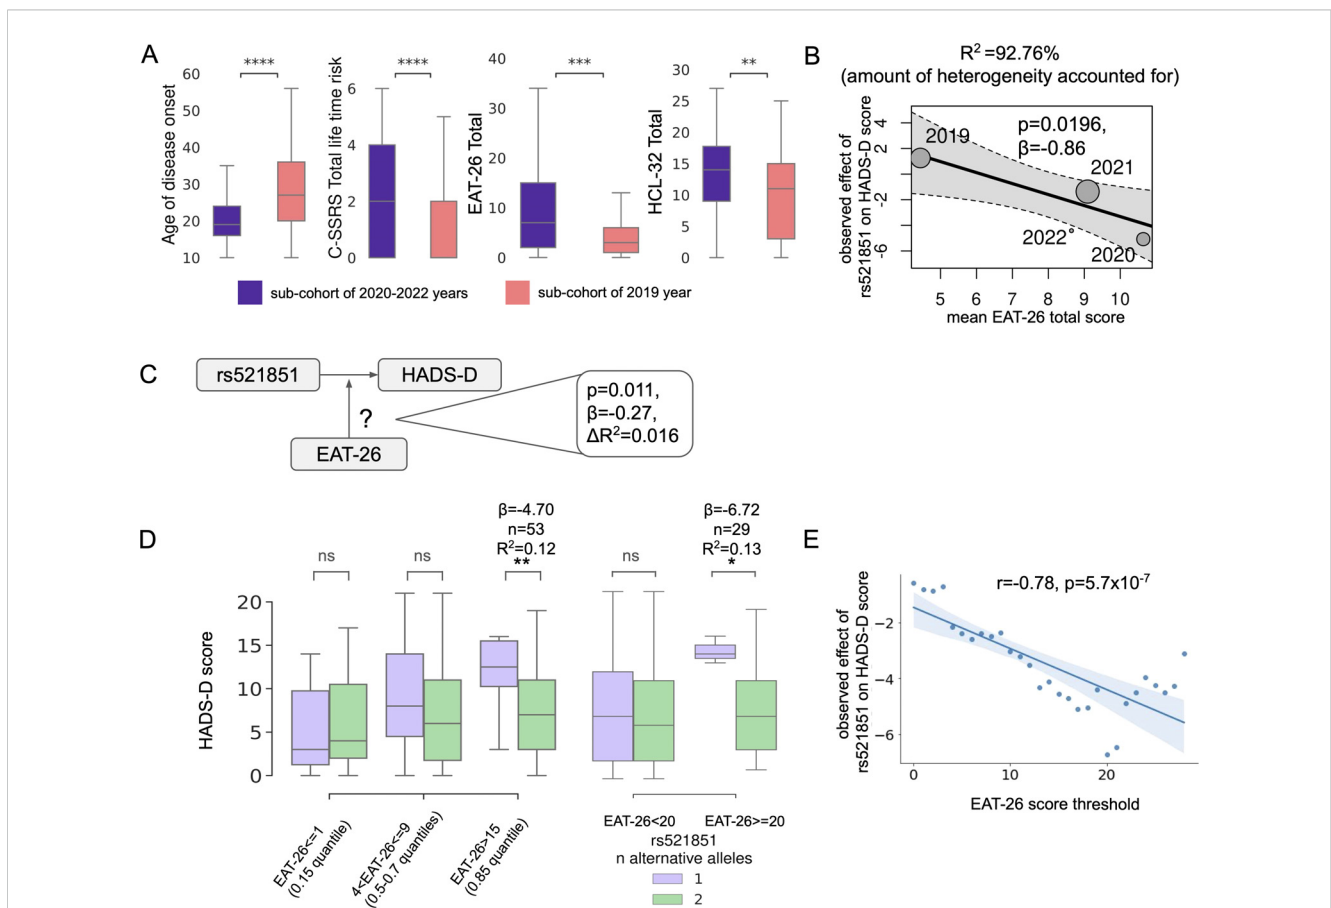 A
Age of disease onset
60
50
40
30
20
10
****
C-SSRS Total life time risk
6
4
2
0
****
EAT-26 Total
40
30
20
10
0
***
HCL-32 Total
30
25
20
15
10
5
0
**
sub-cohort of 2020-2022 years
sub-cohort of 2019 year
B
R2 =92.76%
(amount of heterogeneity accounted for)
observed effect of
rs521851 on HADS-D score
4
2
-2
-6
2019
p=0.0196,
β=-0.86
2021
2022
2020
5 6 7 8 9 10
mean EAT-26 total score
C
rs521851
HADS-D
?
EAT-26
p=0.011,
β=-0.27,
ΔR2=0.016
D
HADS-D score
20
15
10
5
0
ns
ns
β=-4.70
n=53
R2=0.12
**
ns
β=-6.72
n=29
R2=0.13
*
EAT-26<=1
(0.15 quantile)
4<EAT-26<=9
(0.5-0.7 quantiles)
EAT-26>15
(0.85 quantile)
EAT-26<20
EAT-26>=20
rs521851
n alternative alleles
1
2
E
observed effect of
rs521851 on HADS-D score
r=-0.78, p=5.7x10-7
−2
−4
−6
0 10 20
EAT-26 score threshold